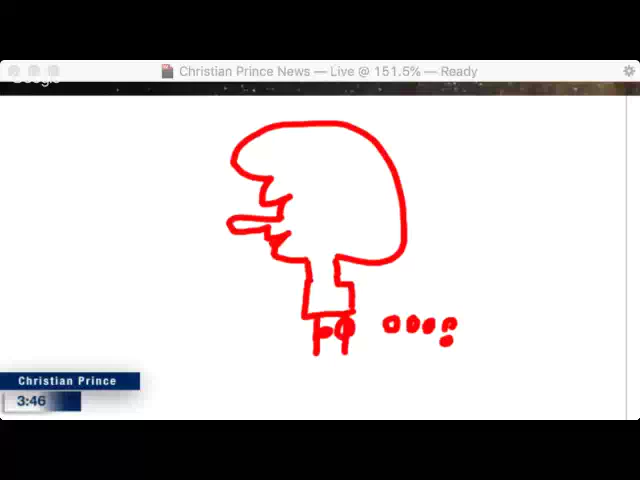 Christian Prince News — Live @ 151.5% — Ready
Christian Prince
3:46